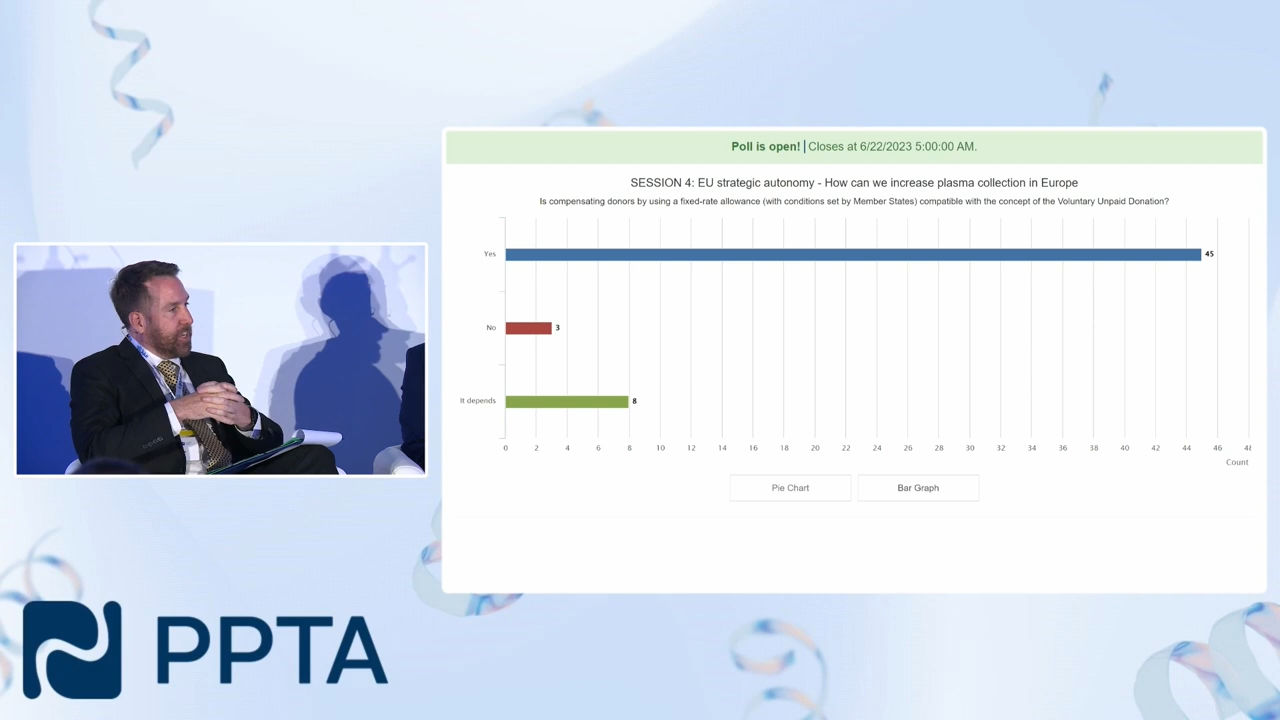 Poll is open! Closes at 6/22/2023 5:00:00 AM.
SESSION 4: EU strategic autonomy - How can we increase plasma collection in Europe
Is compensating donors by using a fixed-rate allowance (with conditions set by Member States) compatible with the concept of the Voluntary Unpaid Donation?
Yes 45
No 3
It depends 8
0 2 4 6 8 10 12 14 16 18 20 22 24 26 28 30 32 34 36 38 40 42 44 46 48
Count
Pie Chart Bar Graph
PPTA